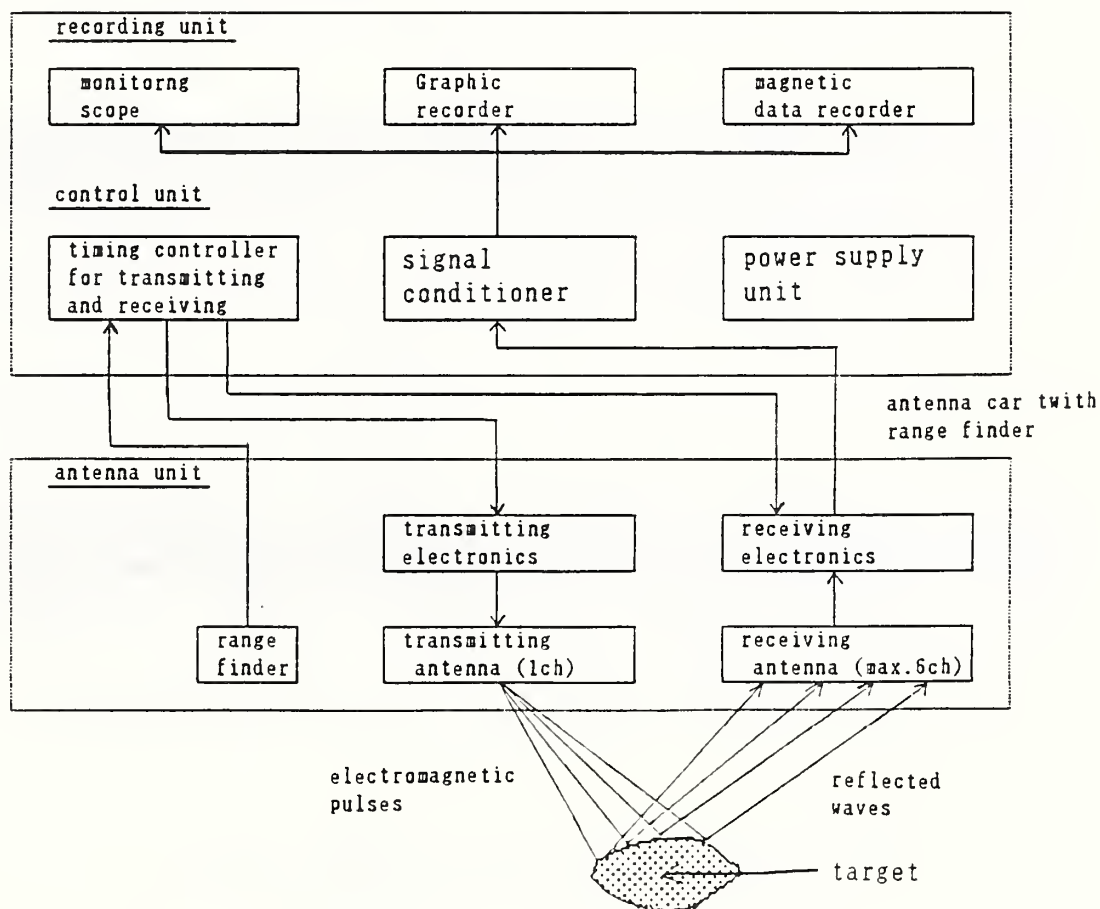 recording unit
monitorng
scope
Graphic
recorder
magnetic
data recorder
control unit
timing controller
for transmitting
and receiving
signal
conditioner
power supply
unit
antenna car twith
range finder
antenna unit
transmitting
electronics
receiving
electronics
range
finder
transmitting
antenna (1ch)
receiving
antenna (max.6ch)
electromagnetic
pulses
reflected
waves
target